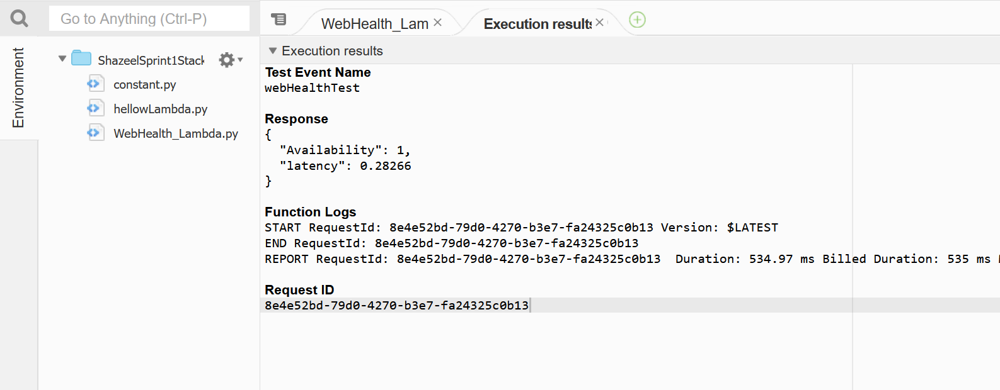 Go to Anything (Ctrl-P)
WebHealth_Lam ×
Execution results ×
Environment
ShazeelSprint1Stack
constant.py
hellowLambda.py
WebHealth_Lambda.py
Execution results
Test Event Name
webHealthTest
Response
{
"Availability": 1,
"latency": 0.28266
}
Function Logs
START RequestId: 8e4e52bd-79d0-4270-b3e7-fa24325c0b13 Version: $LATEST
END RequestId: 8e4e52bd-79d0-4270-b3e7-fa24325c0b13
REPORT RequestId: 8e4e52bd-79d0-4270-b3e7-fa24325c0b13 Duration: 534.97 ms Billed Duration: 535 ms
Request ID
8e4e52bd-79d0-4270-b3e7-fa24325c0b13